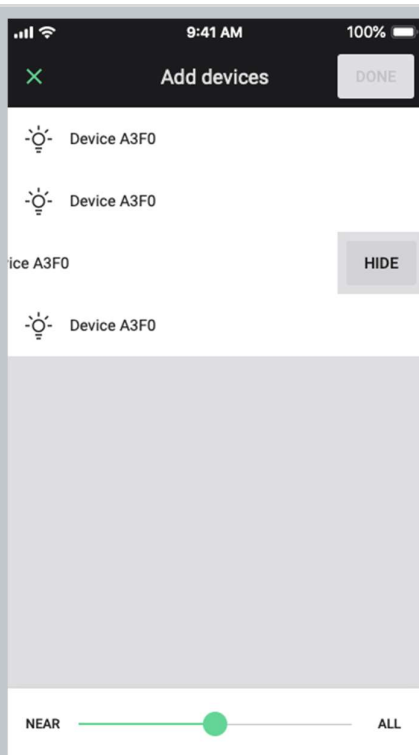 9:41 AM 100%
Add devices DONE
Device A3F0
Device A3F0
ice A3F0 HIDE
Device A3F0
NEAR ALL